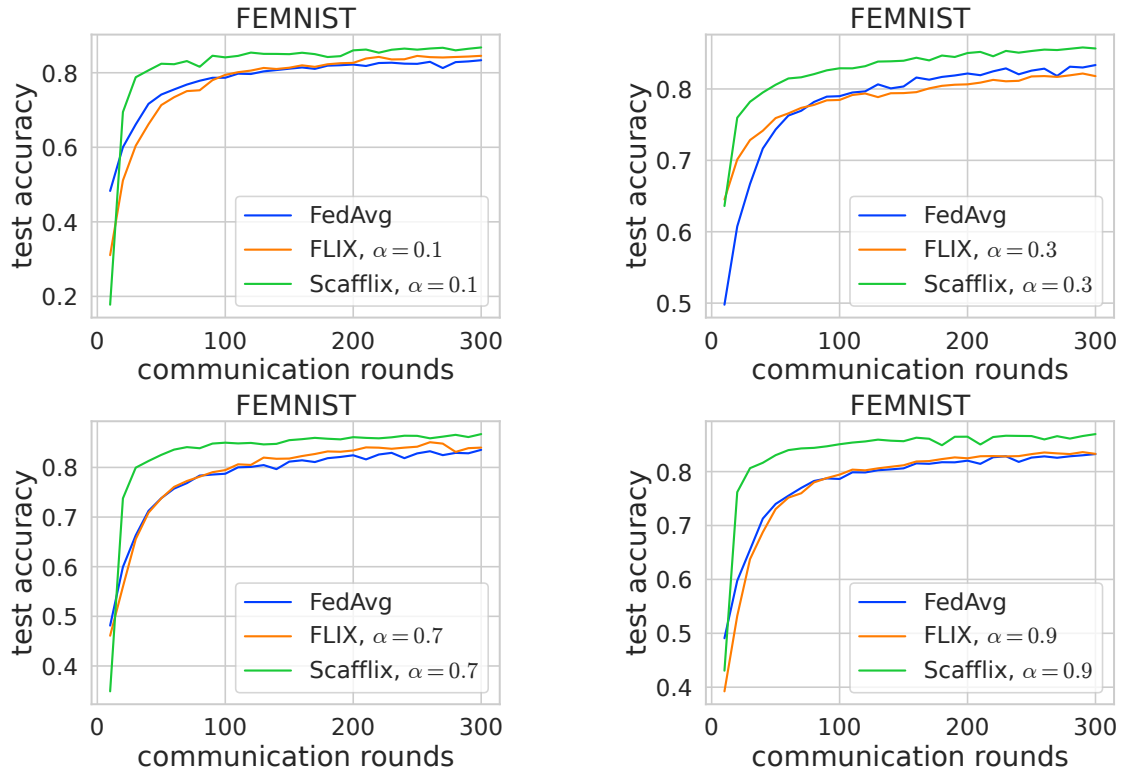 FEMNIST
test accuracy
0.8
0.6
0.4
0.2
FedAvg
FLIX, α = 0.1
Scafflix, α = 0.1
0 100 200 300
communication rounds
FEMNIST
test accuracy
0.8
0.7
0.6
0.5
FedAvg
FLIX, α = 0.3
Scafflix, α = 0.3
0 100 200 300
communication rounds
FEMNIST
test accuracy
0.8
0.7
0.6
0.5
0.4
FedAvg
FLIX, α = 0.7
Scafflix, α = 0.7
0 100 200 300
communication rounds
FEMNIST
test accuracy
0.8
0.7
0.6
0.5
0.4
FedAvg
FLIX, α = 0.9
Scafflix, α = 0.9
0 100 200 300
communication rounds